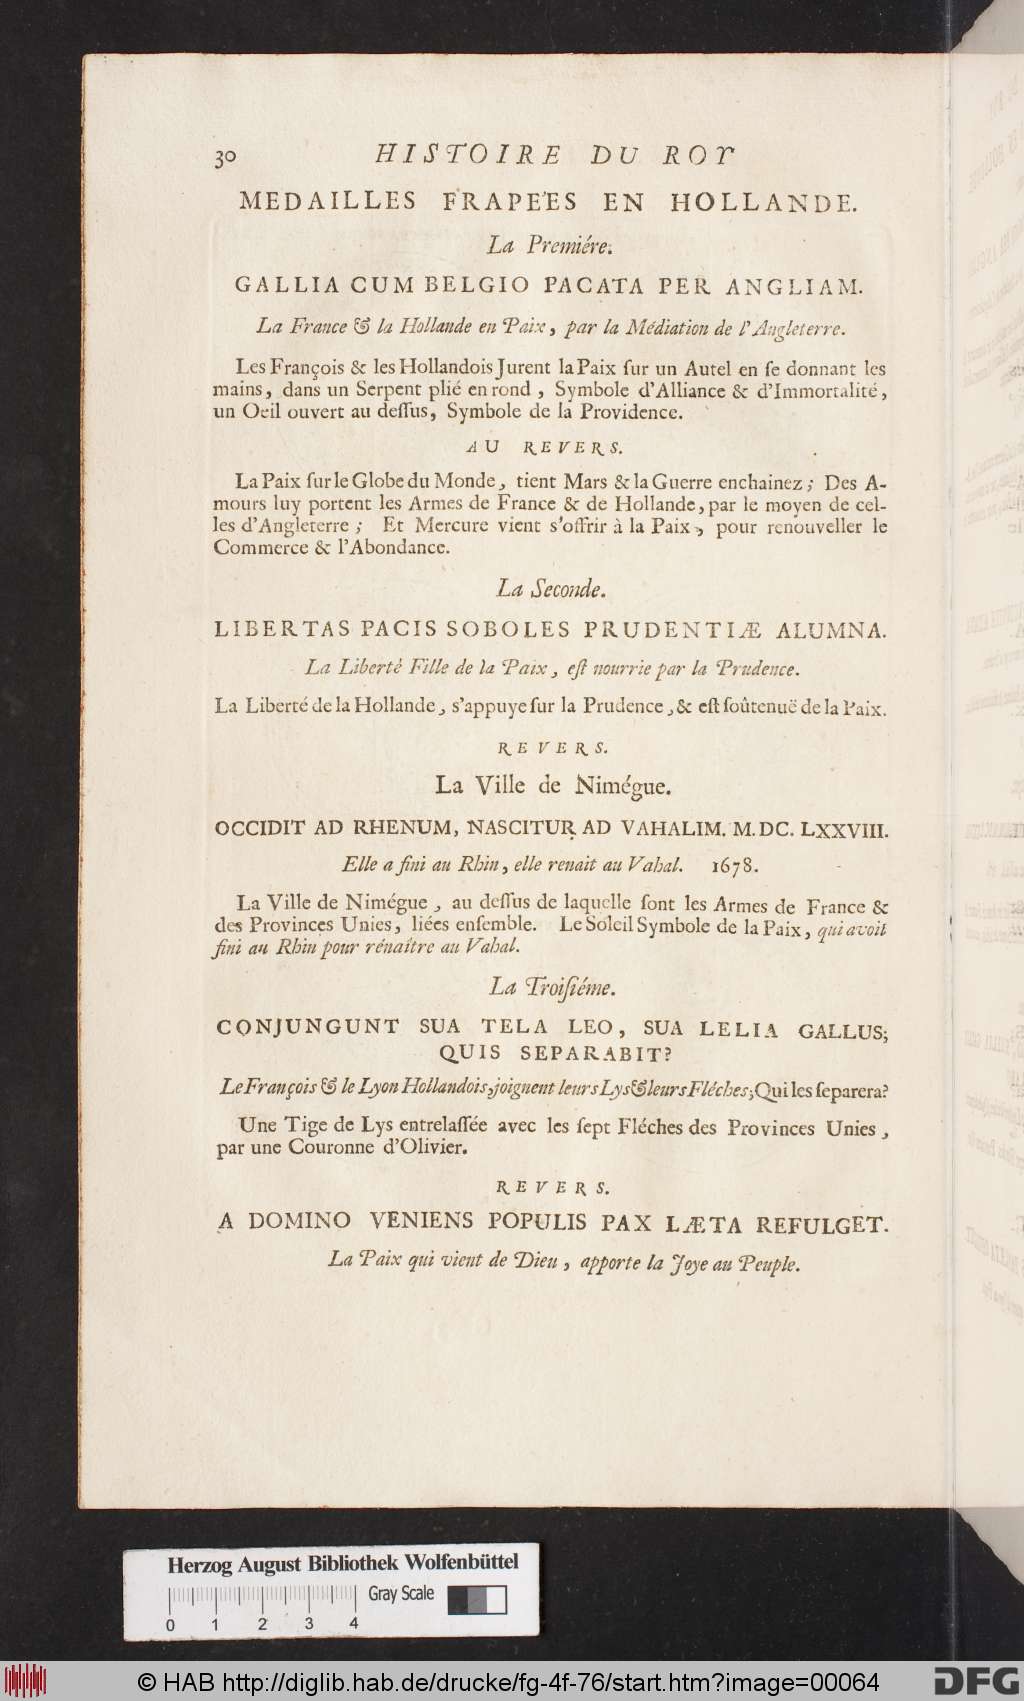 30 HISTOIRE DU ROY
MEDAILLES FRAPE'ES EN HOLLANDE.
La Premiére.
GALLIA CUM BELGIO PACATA PER ANGLIAM.
La France & la Hollande en Paix, par la Médiation de l'Angleterre.
Les François & les Hollandois Jurent la Paix ſur un Autel en ſe donnant les
mains, dans un Serpent plié en rond , Symbole d'Alliance & d'Immortalité,
un Oeil ouvert au deſſus, Symbole de la Providence.
AU REVERS.
La Paix ſur le Globe du Monde, tient Mars & la Guerre enchainez ; Des A-
mours luy portent les Armes de France & de Hollande, par le moyen de cel-
les d'Angleterre ; Et Mercure vient s'offrir à la Paix, pour renouveller le
Commerce & l'Abondance.
La Seconde.
LIBERTAS PACIS SOBOLES PRUDENTIÆ ALUMNA.
La Liberté Fille de la Paix, eſt nourrie par la Prudence.
La Liberté de la Hollande, s'appuye ſur la Prudence, & eſt ſoûtenuë de la Paix.
REVERS.
La Ville de Nimégue.
OCCIDIT AD RHENUM, NASCITUR AD VAHALIM. M.DC. LXXVIII.
Elle a fini au Rhin, elle renait au Vahal. 1678.
La Ville de Nimégue, au deſſus de laquelle ſont les Armes de France &
des Provinces Unies, liées enſemble. Le Soleil Symbole de la Paix, qui avoit
fini au Rhin pour rénaître au Vahal.
La Troiſiéme.
CONJUNGUNT SUA TELA LEO, SUA LELIA GALLUS;
QUIS SEPARABIT?
Le François & le Lyon Hollandois, joignent leurs Lys & leurs Fléches; Qui les ſeparera?
Une Tige de Lys entrelaſſée avec les ſept Fléches des Provinces Unies,
par une Couronne d'Olivier.
REVERS.
A DOMINO VENIENS POPULIS PAX LÆTA REFULGET.
La Paix qui vient de Dieu, apporte la Joye au Peuple.
Herzog August Bibliothek Wolfenbüttel
Gray Scale
0 1 2 3 4
© HAB http://diglib.hab.de/drucke/fg-4f-76/start.htm?image=00064
DFG